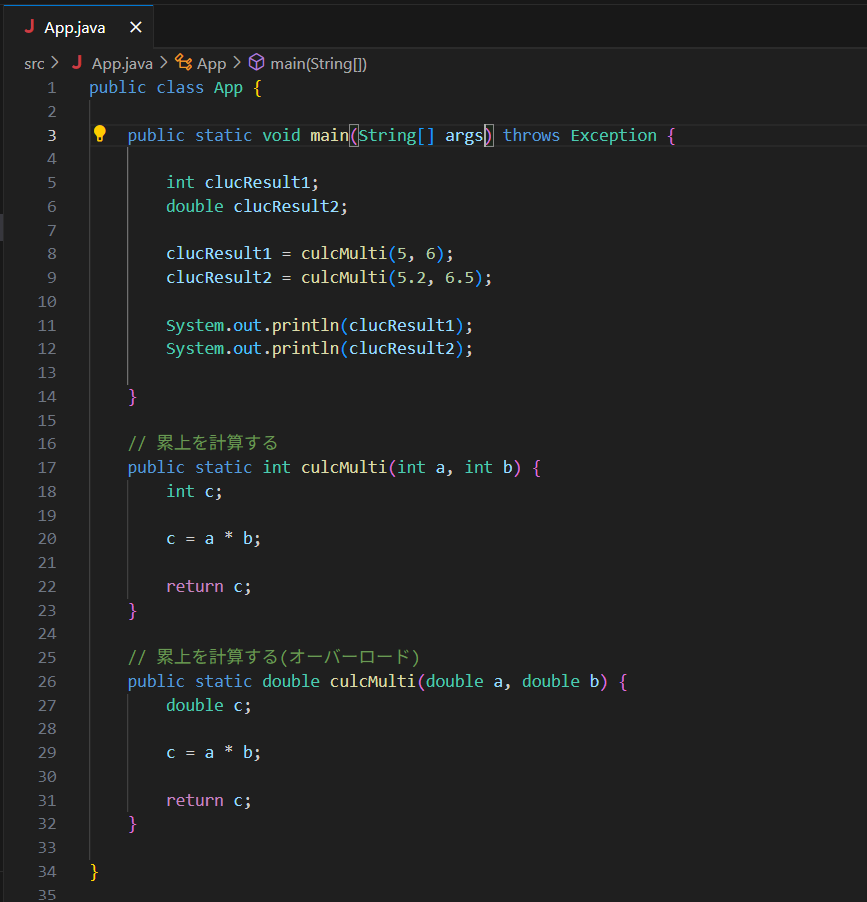 J App.java ×
src > J App.java > App > main(String[])
1 public class App {
2
3 public static void main(String[] args) throws Exception {
4
5 int clucResult1;
6 double clucResult2;
7
8 clucResult1 = culcMulti(5, 6);
9 clucResult2 = culcMulti(5.2, 6.5);
10
11 System.out.println(clucResult1);
12 System.out.println(clucResult2);
13
14 }
15
16 // 累上を計算する
17 public static int culcMulti(int a, int b) {
18 int c;
19
20 c = a * b;
21
22 return c;
23 }
24
25 // 累上を計算する(オーバーロード)
26 public static double culcMulti(double a, double b) {
27 double c;
28
29 c = a * b;
30
31 return c;
32 }
33
34 }
35